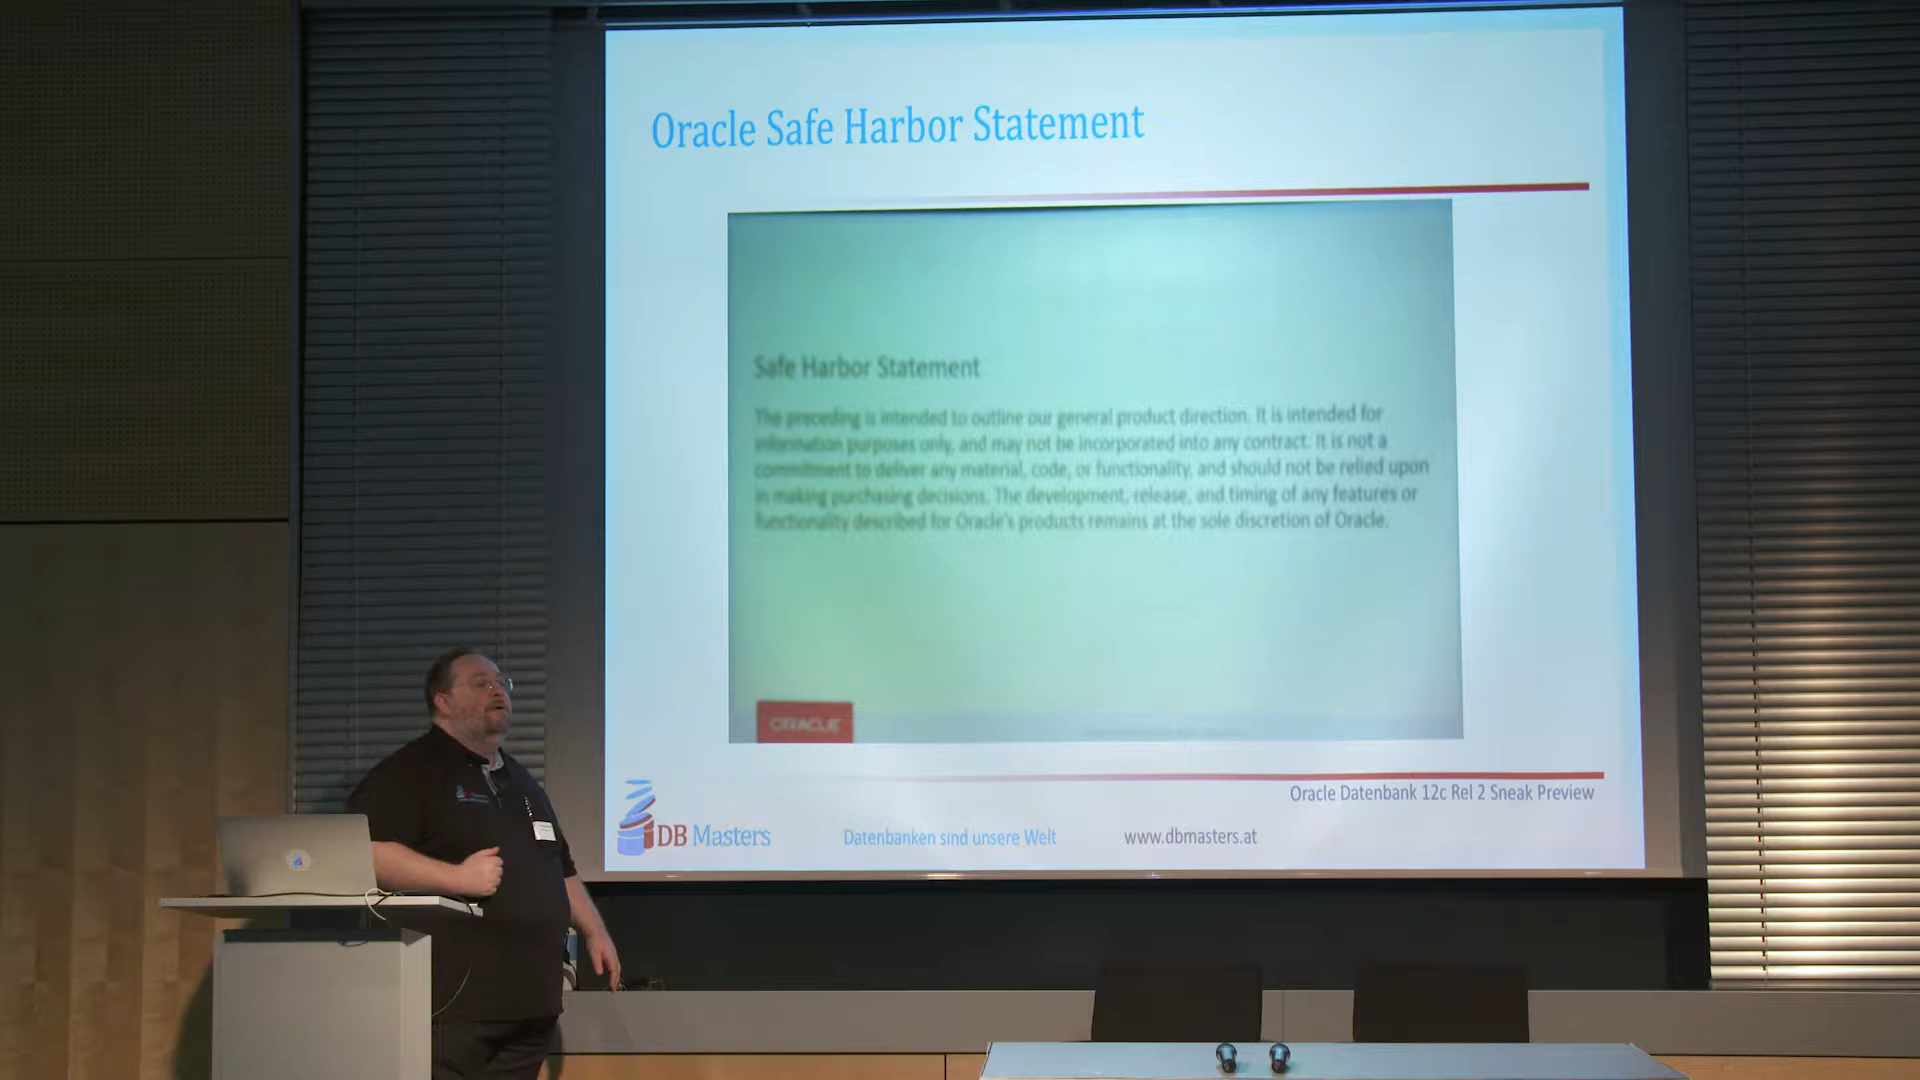 Oracle Safe Harbor Statement
Safe Harbor Statement
The preceding is intended to outline our general product direction. It is intended for
information purposes only, and may not be incorporated into any contract. It is not a
commitment to deliver any material, code, or functionality, and should not be relied upon
in making purchasing decisions. The development, release, and timing of any features or
functionality described for Oracle's products remains at the sole discretion of Oracle.
ORACLE
Oracle Datenbank 12c Rel 2 Sneak Preview
DB Masters
Datenbanken sind unsere Welt
www.dbmasters.at